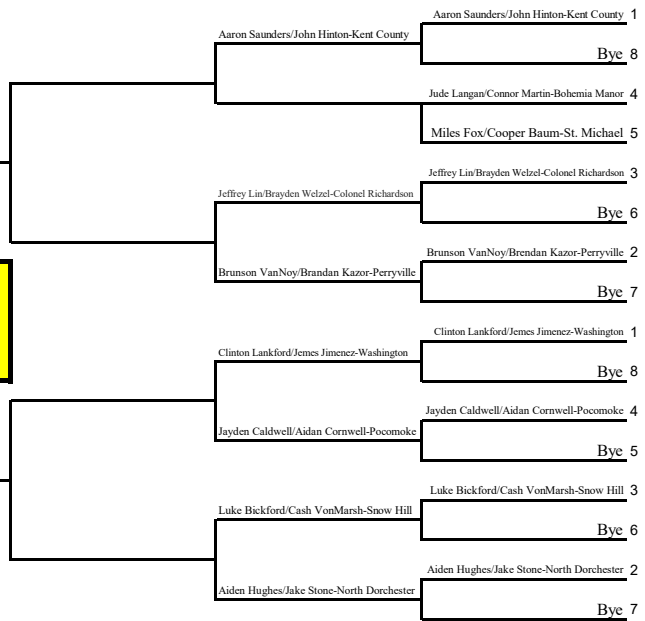 Aaron Saunders/John Hinton-Kent County 1
Aaron Saunders/John Hinton-Kent County
Bye 8
Jude Langan/Connor Martin-Bohemia Manor 4
Miles Fox/Cooper Baum-St. Michael 5
Jeffrey Lin/Brayden Welzel-Colonel Richardson 3
Jeffrey Lin/Brayden Welzel-Colonel Richardson
Bye 6
Brunson VanNoy/Brendan Kazor-Perryville 2
Brunson VanNoy/Brandan Kazor-Perryville
Bye 7
Clinton Lankford/Jemes Jimenez-Washington 1
Clinton Lankford/Jemes Jimenez-Washington
Bye 8
Jayden Caldwell/Aidan Cornwell-Pocomoke 4
Jayden Caldwell/Aidan Cornwell-Pocomoke
Bye 5
Luke Bickford/Cash VonMarsh-Snow Hill 3
Luke Bickford/Cash VonMarsh-Snow Hill
Bye 6
Aiden Hughes/Jake Stone-North Dorchester 2
Aiden Hughes/Jake Stone-North Dorchester
Bye 7